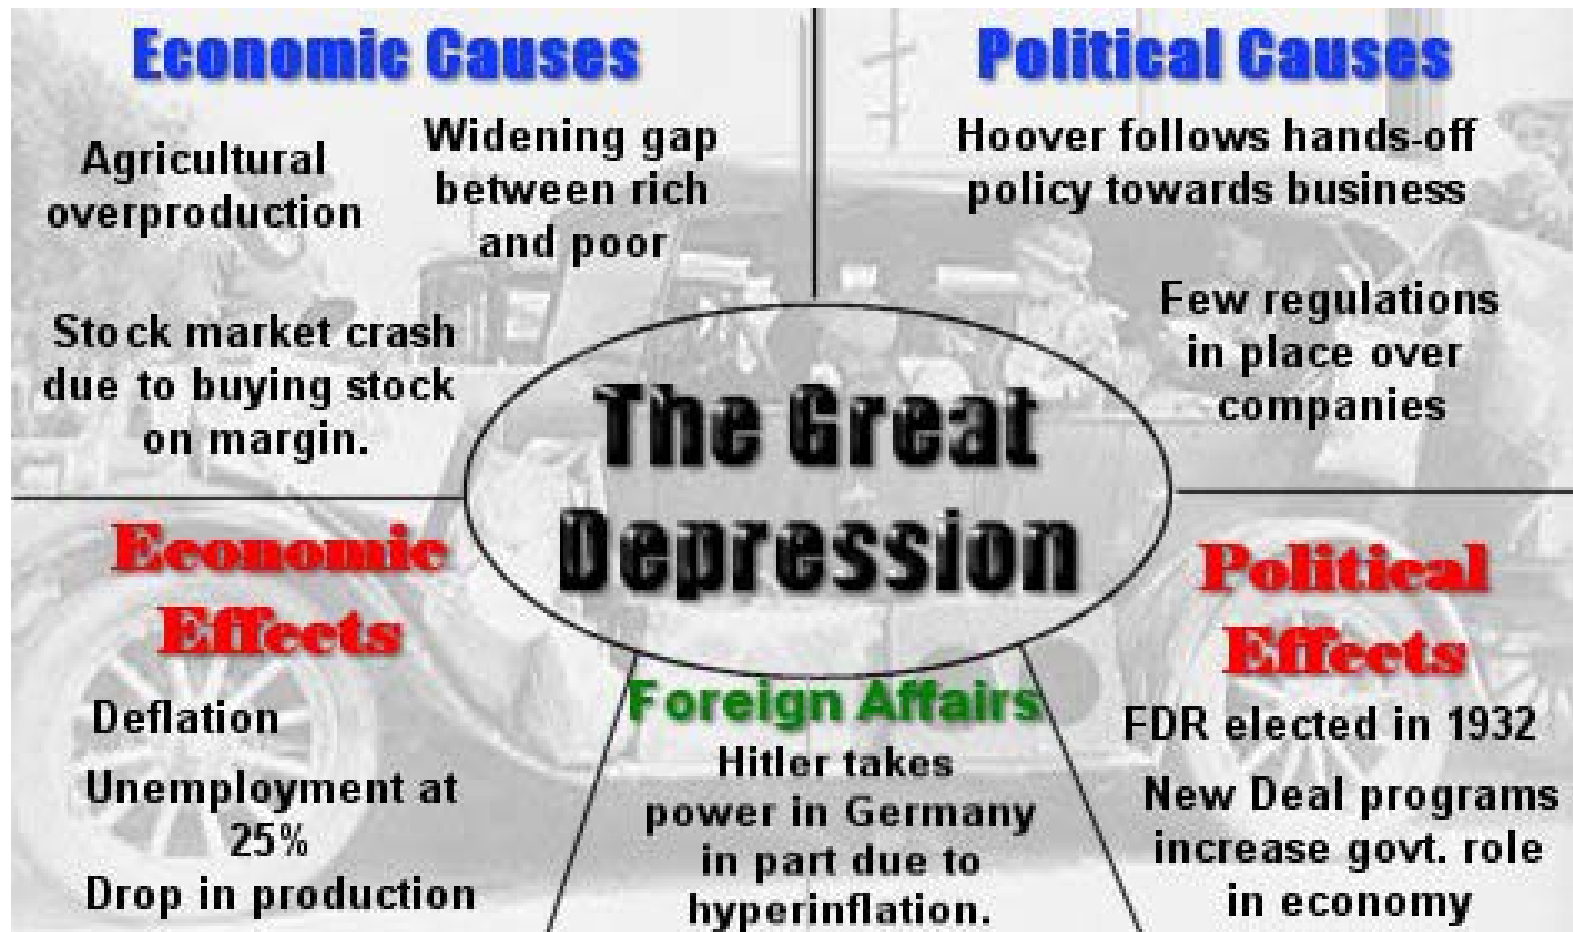 Economic Causes
Agricultural
overproduction
Widening gap
between rich
and poor
Stock market crash
due to buying stock
on margin.
Political Causes
Hoover follows hands-off
policy towards business
Few regulations
in place over
companies
The Great
Depression
Economic
Effects
Deflation
Unemployment at
25%
Drop in production
Foreign Affairs
Hitler takes
power in Germany
in part due to
hyperinflation.
Political
Effects
FDR elected in 1932
New Deal programs
increase govt. role
in economy